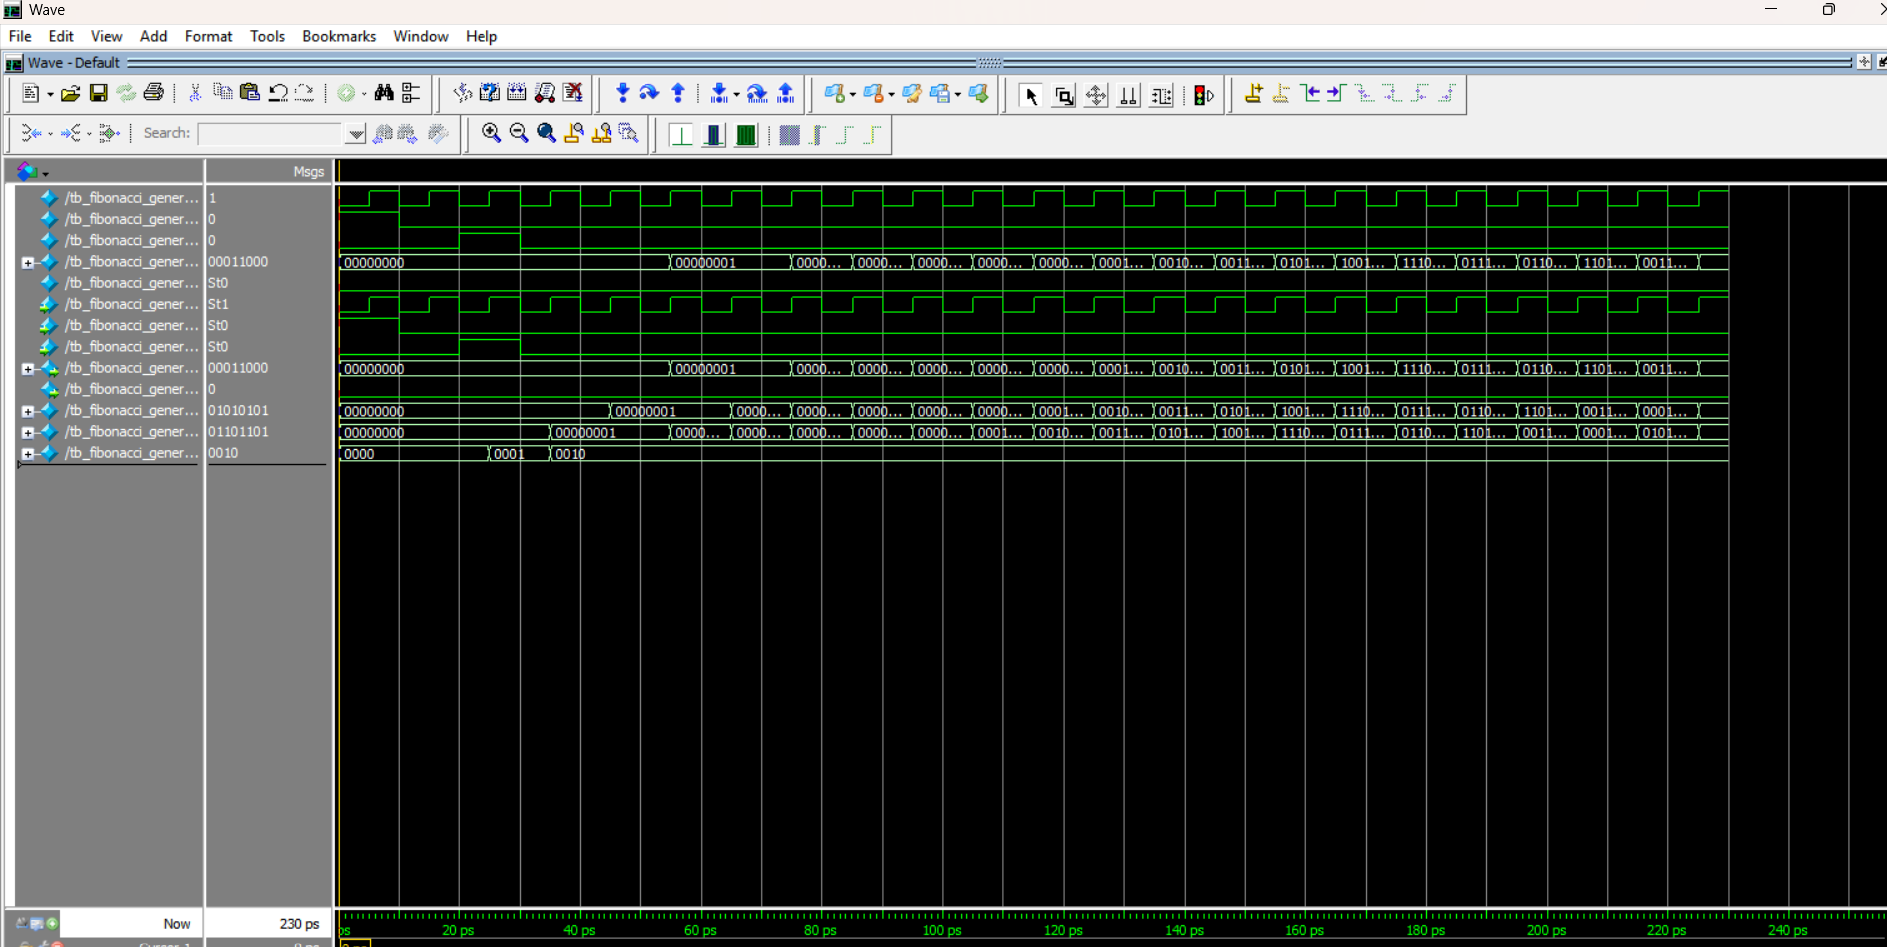 Wave
File Edit View Add Format Tools Bookmarks Window Help
Wave - Default
Search:
Msgs
/tb_fibonacci_gener... 1
/tb_fibonacci_gener... 0
/tb_fibonacci_gener... 0
/tb_fibonacci_gener... 00011000 00000000 00000001 0000... 0000... 0000... 0000... 0000... 0001... 0010... 0011... 0101... 1001... 1110... 0111... 0110... 1101... 0011...
/tb_fibonacci_gener... St0
/tb_fibonacci_gener... St1
/tb_fibonacci_gener... St0
/tb_fibonacci_gener... St0
/tb_fibonacci_gener... 00011000 00000000 00000001 0000... 0000... 0000... 0000... 0000... 0001... 0010... 0011... 0101... 1001... 1110... 0111... 0110... 1101... 0011...
/tb_fibonacci_gener... 0
/tb_fibonacci_gener... 01010101 00000000 00000001 0000... 0000... 0000... 0000... 0000... 0001... 0010... 0011... 0101... 1001... 1110... 0111... 0110... 1101... 0011... 0001...
/tb_fibonacci_gener... 01101101 00000000 00000001 0000... 0000... 0000... 0000... 0000... 0001... 0010... 0011... 0101... 1001... 1110... 0111... 0110... 1101... 0011... 0001... 0101...
/tb_fibonacci_gener... 0010 0000 0001 0010
Now 230 ps
ps 20 ps 40 ps 60 ps 80 ps 100 ps 120 ps 140 ps 160 ps 180 ps 200 ps 220 ps 240 ps